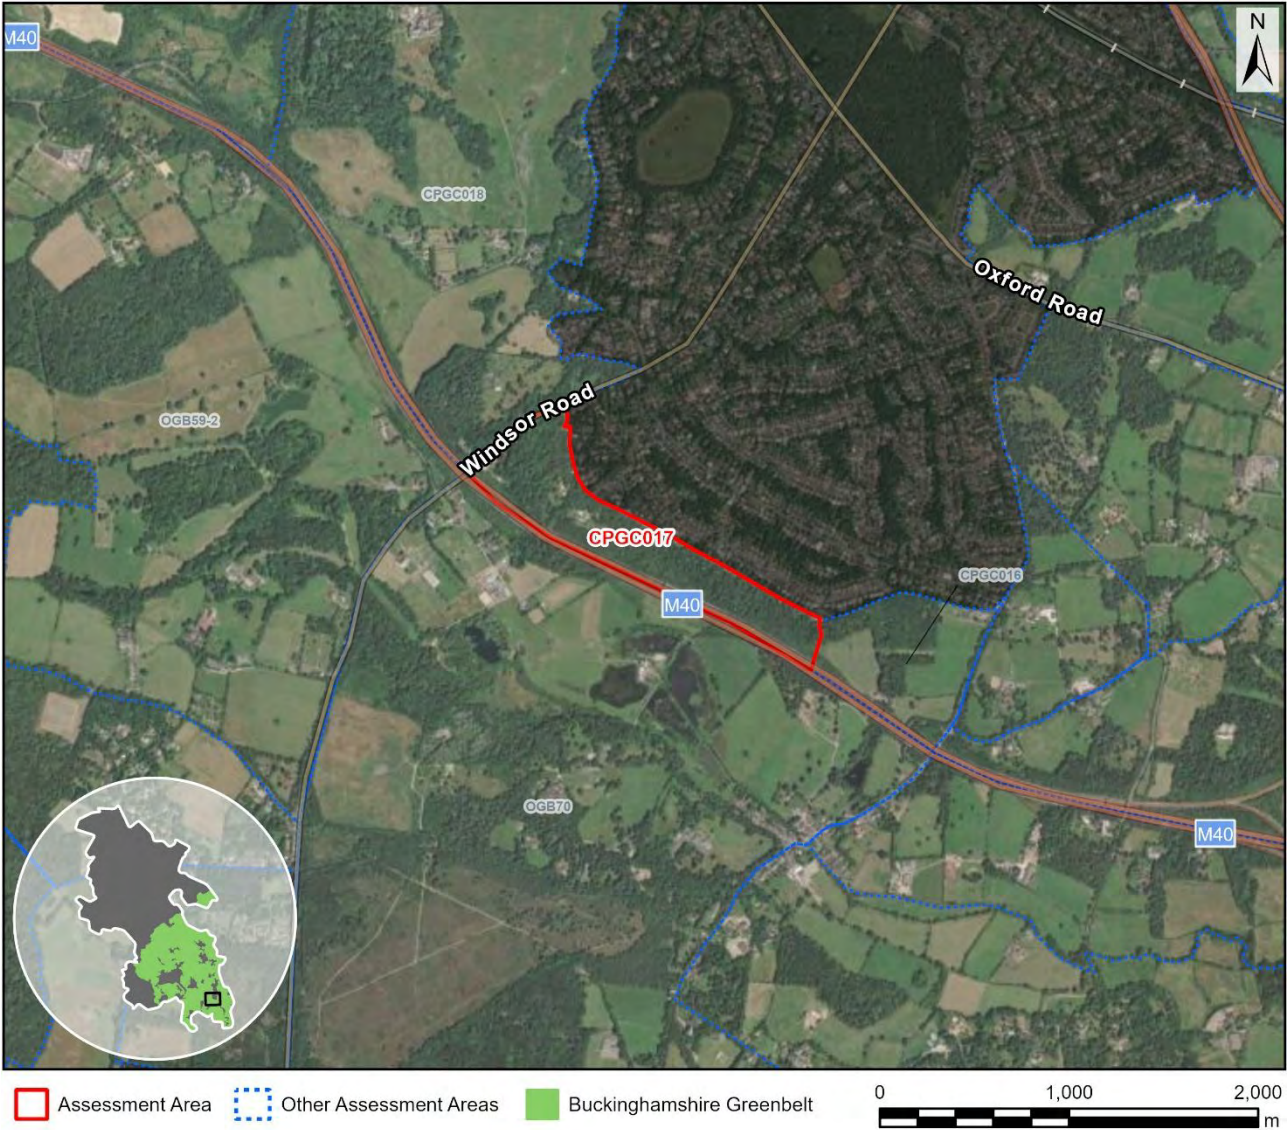 M40
N
CPGC018
Oxford Road
Windsor Road
OGB59-2
CPGC017
CPGC016
M40
OGB70
M40
Assessment Area
Other Assessment Areas
Buckinghamshire Greenbelt
0 1,000 2,000
m